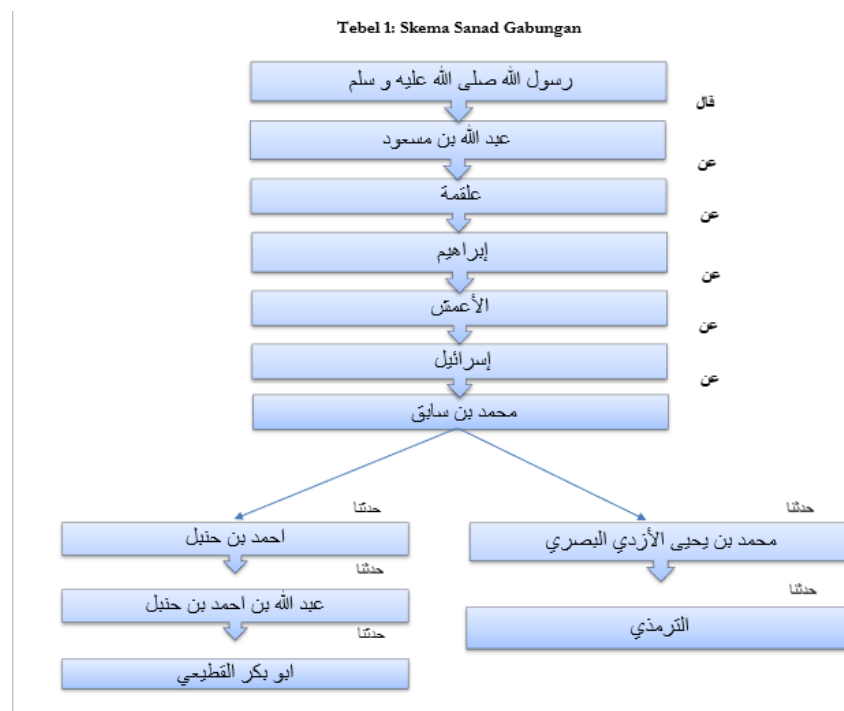 Tebel 1: Skema Sanad Gabungan
رسول الله صلى الله عليه و سلم
قال
عبد الله بن مسعود
عن
علقمة
عن
إبراهيم
عن
الأعمش
عن
إسرائيل
عن
محمد بن سابق
حدثنا
حدثنا
احمد بن حنبل
محمد بن يحيى الأزدي البصري
حدثنا
حدثنا
عبد الله بن احمد بن حنبل
الترمذي
حدثنا
ابو بكر القطيعي